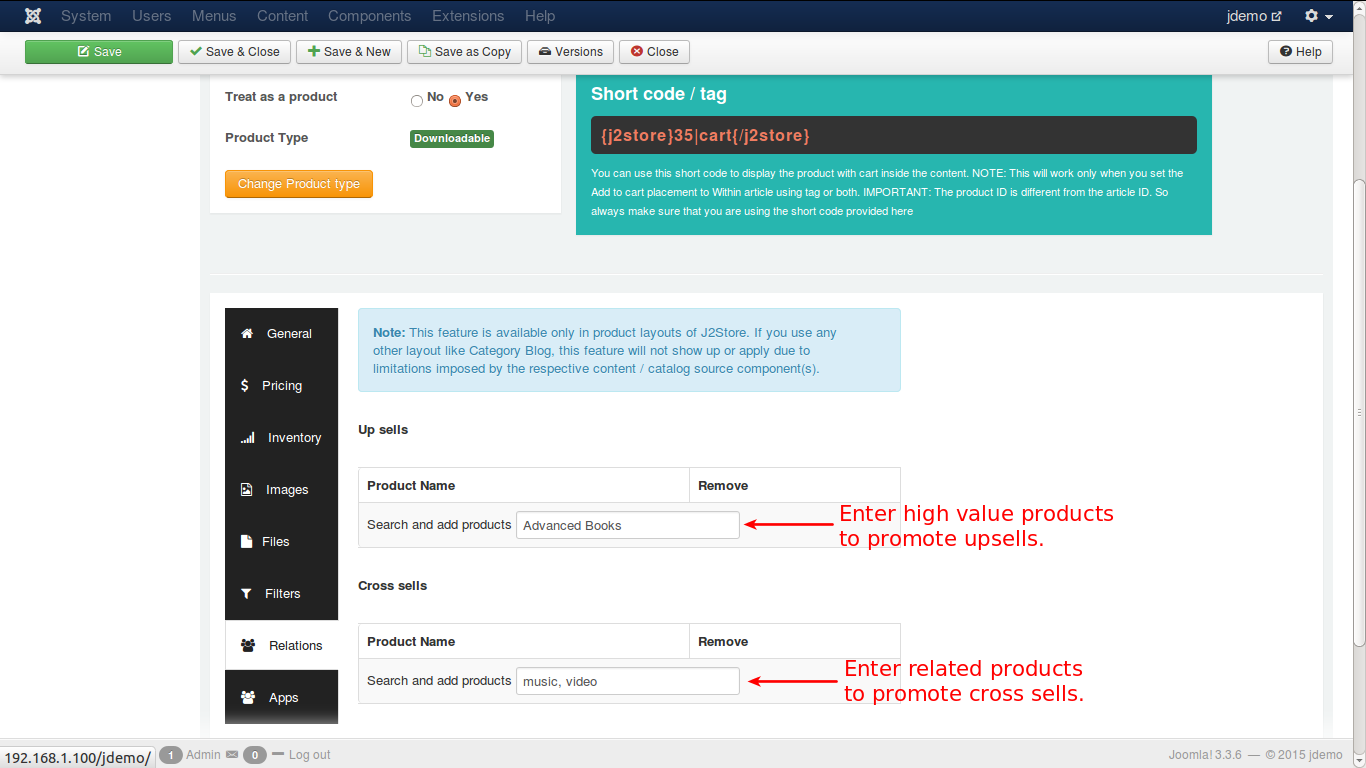 System Users Menus Content Components Extensions Help jdemo
Save Save & Close Save & New Save as Copy Versions Close Help
Treat as a product No Yes
Product Type Downloadable
Change Product type
Short code / tag
{j2store}35|cart{/j2store}
You can use this short code to display the product with cart inside the content. NOTE: This will work only when you set the
Add to cart placement to Within article using tag or both. IMPORTANT: The product ID is different from the article ID. So
always make sure that you are using the short code provided here
General
Pricing
Inventory
Images
Files
Filters
Relations
Apps
Note: This feature is available only in product layouts of J2Store. If you use any
other layout like Category Blog, this feature will not show up or apply due to
limitations imposed by the respective content / catalog source component(s).
Up sells
Product Name Remove
Search and add products Advanced Books
Enter high value products
to promote upsells.
Cross sells
Product Name Remove
Search and add products music, video
Enter related products
to promote cross sells.
192.168.1.100/jdemo/ 1 Admin 0 Log out Joomla! 3.3.6 — © 2015 jdemo